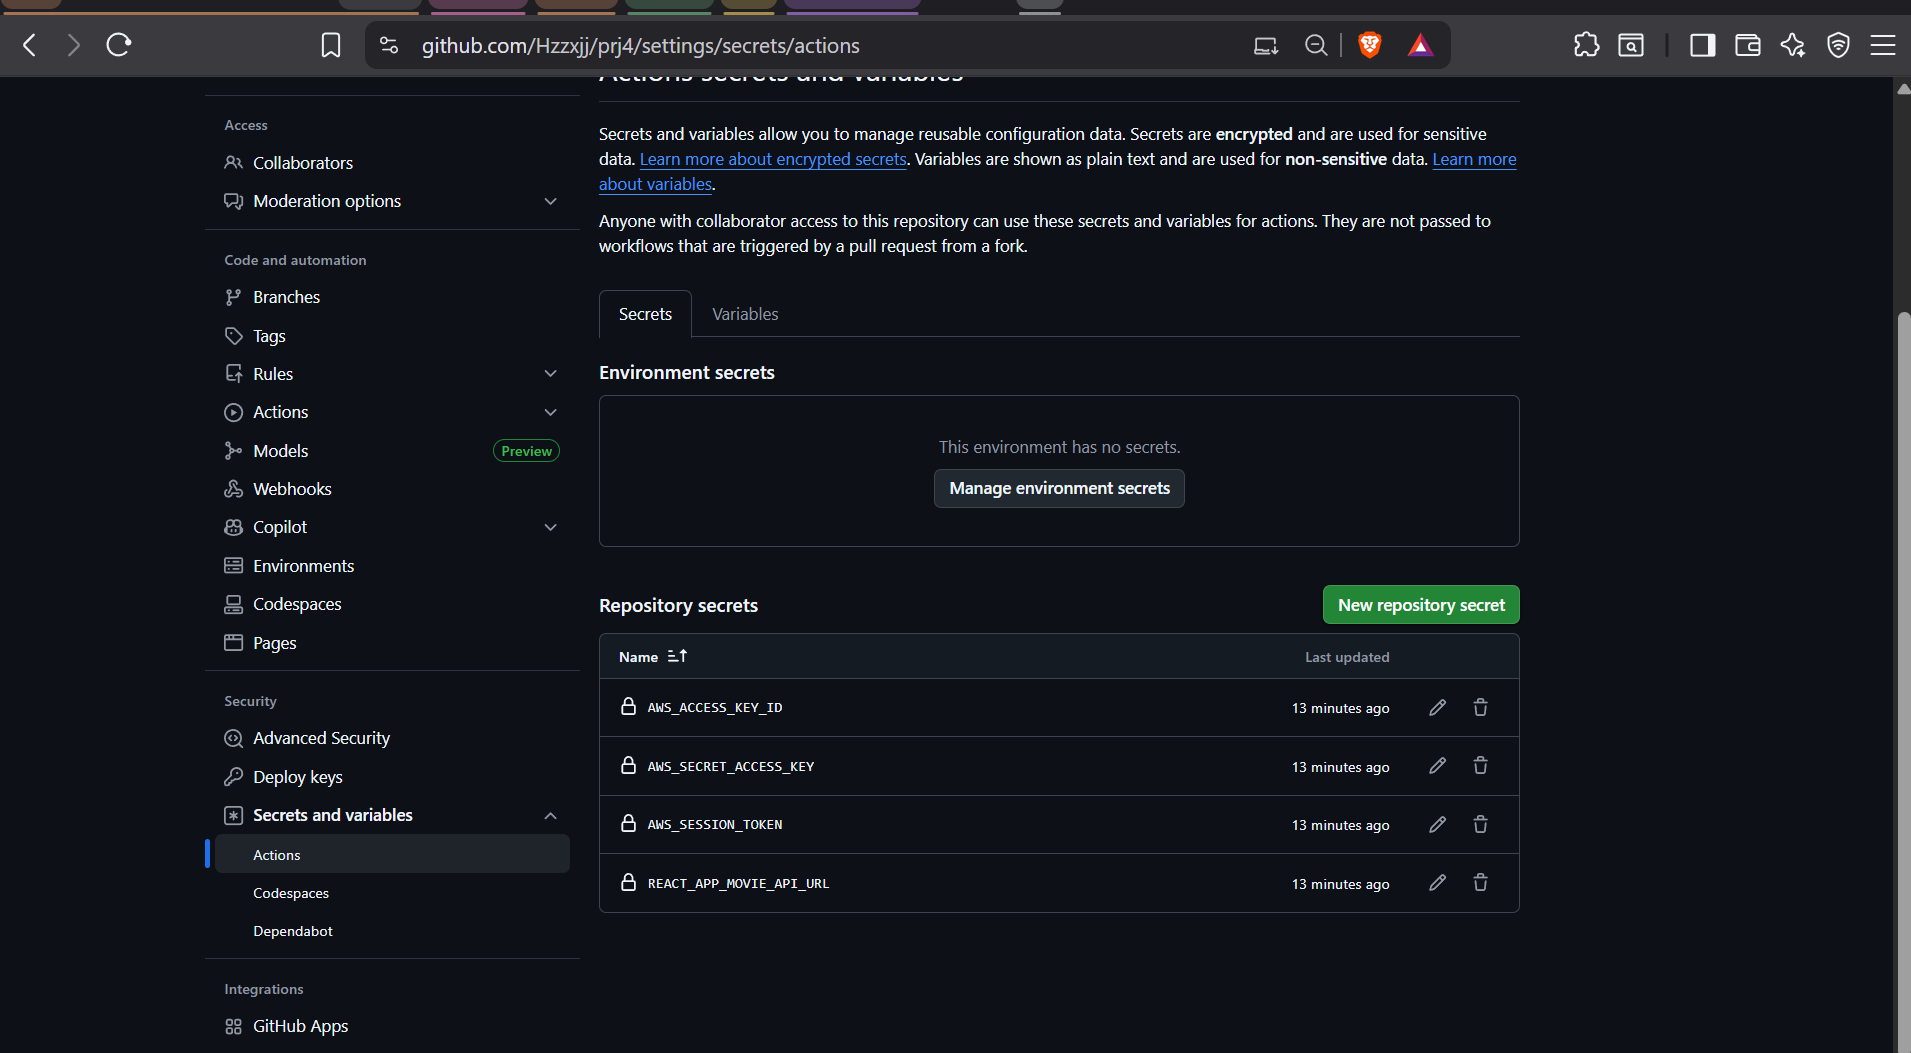 github.com/Hzzxjj/prj4/settings/secrets/actions
Actions secrets and variables
Access
Collaborators
Moderation options
Code and automation
Branches
Tags
Rules
Actions
Models
Preview
Webhooks
Copilot
Environments
Codespaces
Pages
Security
Advanced Security
Deploy keys
Secrets and variables
Actions
Codespaces
Dependabot
Integrations
GitHub Apps
Secrets and variables allow you to manage reusable configuration data. Secrets are encrypted and are used for sensitive
data. Learn more about encrypted secrets. Variables are shown as plain text and are used for non-sensitive data. Learn more
about variables.
Anyone with collaborator access to this repository can use these secrets and variables for actions. They are not passed to
workflows that are triggered by a pull request from a fork.
Secrets
Variables
Environment secrets
This environment has no secrets.
Manage environment secrets
Repository secrets
New repository secret
Name
Last updated
AWS_ACCESS_KEY_ID
13 minutes ago
AWS_SECRET_ACCESS_KEY
13 minutes ago
AWS_SESSION_TOKEN
13 minutes ago
REACT_APP_MOVIE_API_URL
13 minutes ago